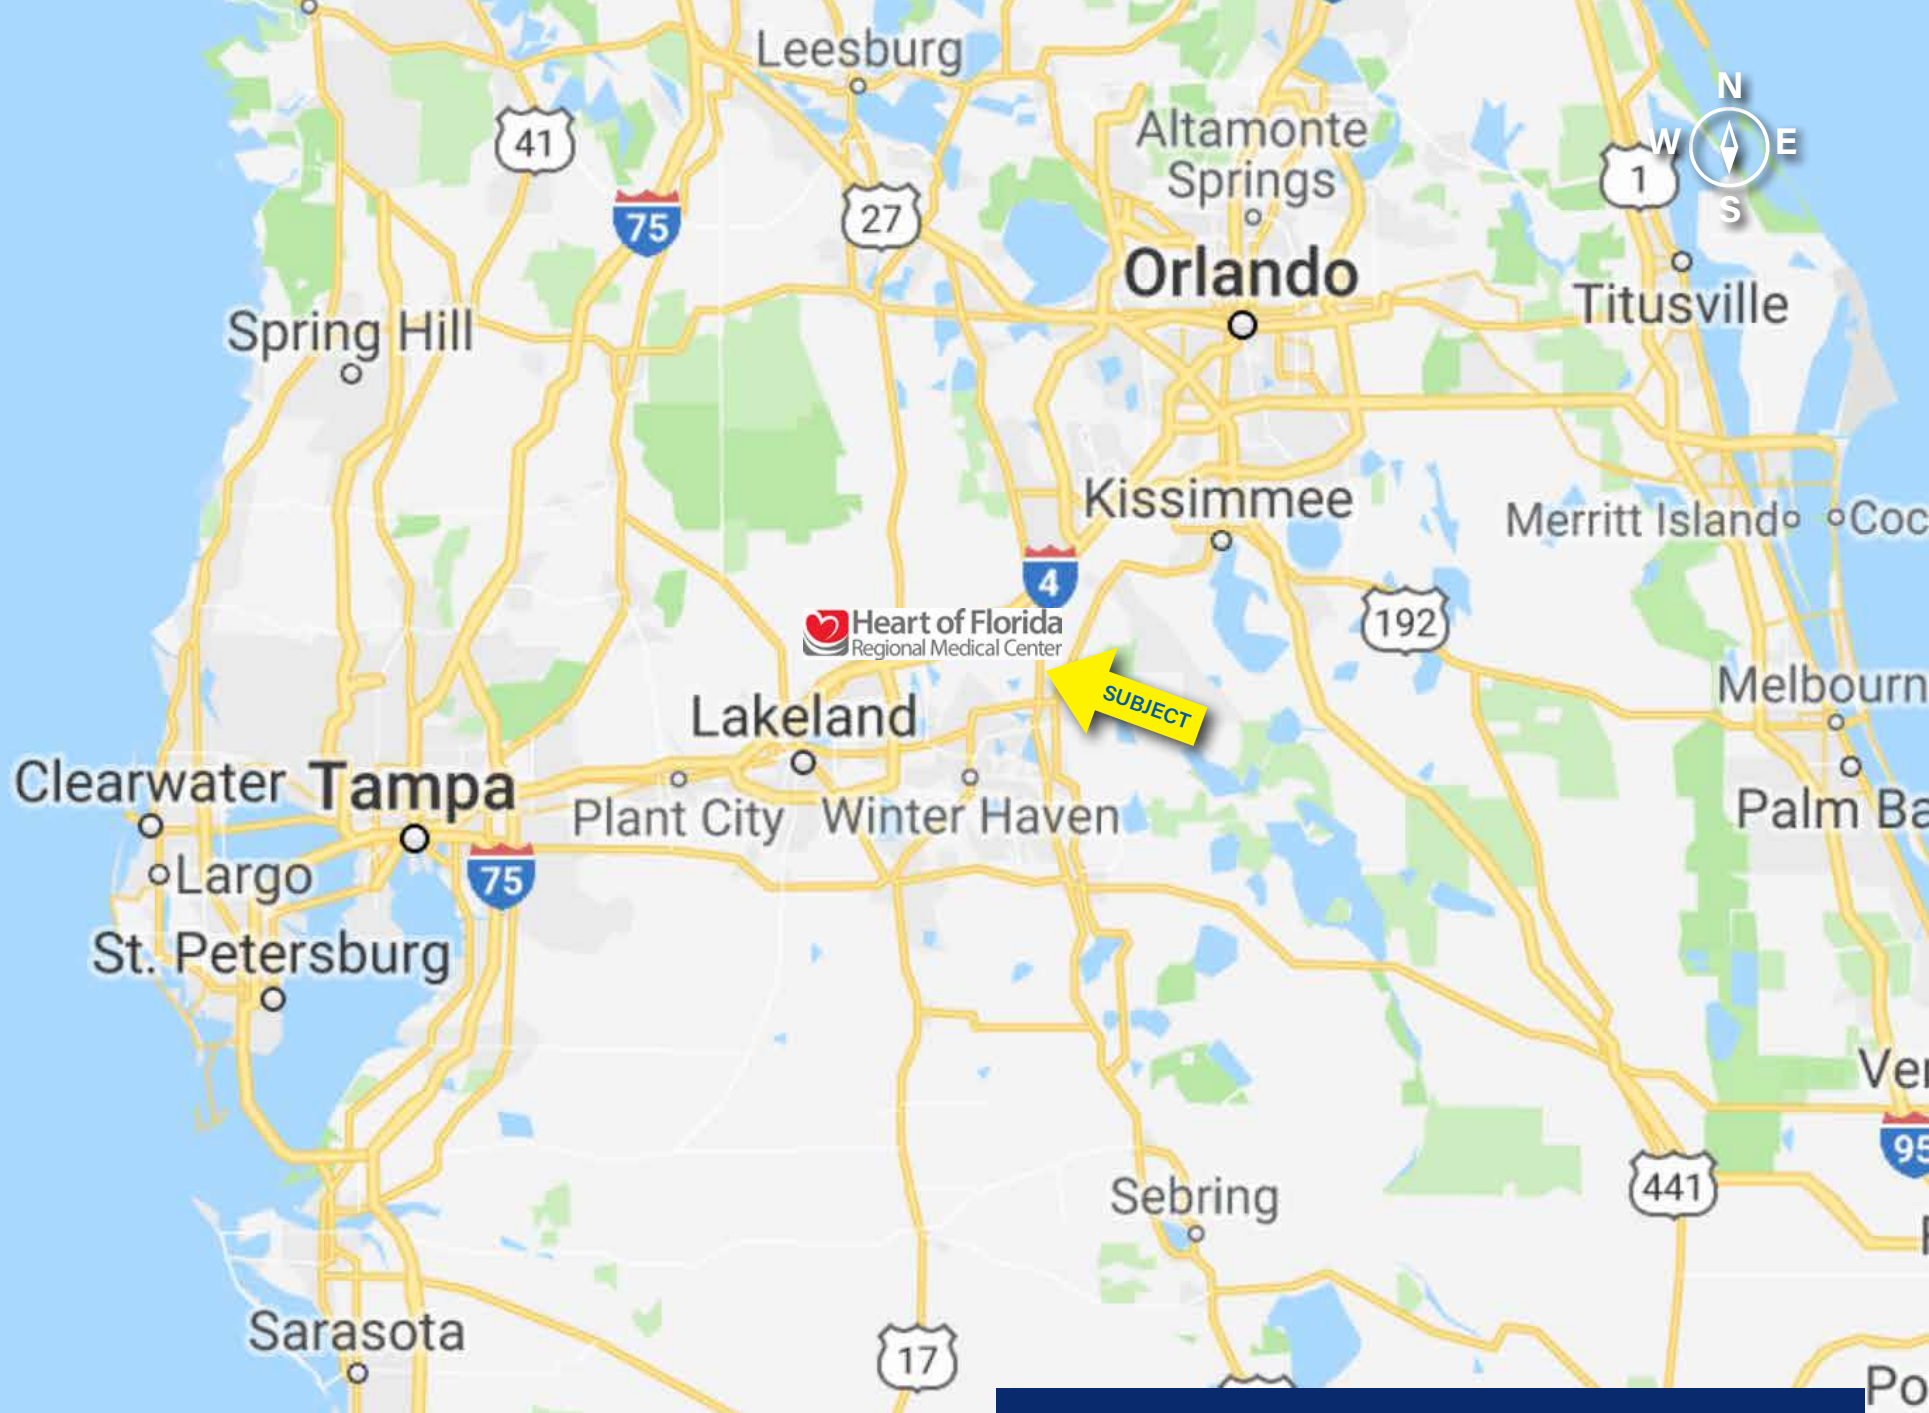 Leesburg
N
W
E
S
Altamonte
Springs
41
1
75
27
Orlando
Titusville
Spring Hill
Kissimmee
Merritt Island
Coc
4
Heart of Florida
Regional Medical Center
192
SUBJECT
Melbourn
Lakeland
Clearwater
Tampa
Plant City
Winter Haven
Palm Ba
Largo
75
St. Petersburg
Ver
95
441
Sebring
Sarasota
17
Po